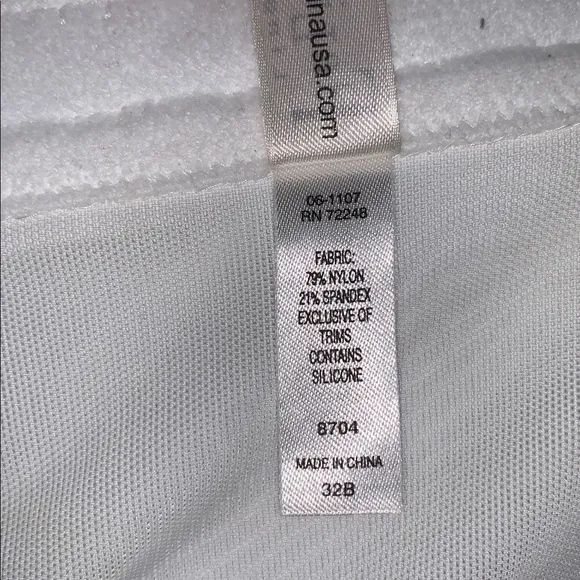 nausa.com
06-1107
RN 72248
FABRIC:
79% NYLON
21% SPANDEX
EXCLUSIVE OF
TRIMS
CONTAINS
SILICONE
8704
MADE IN CHINA
32B